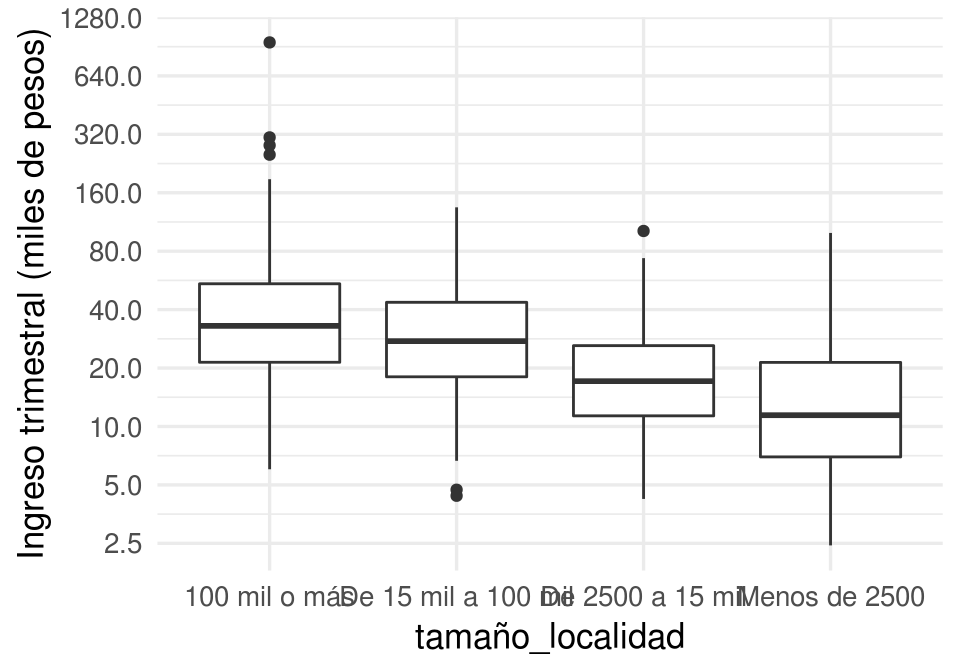 Ingreso trimestral (miles de pesos)
1280.0
640.0
320.0
160.0
80.0
40.0
20.0
10.0
5.0
2.5
100 mil o más
De 15 mil a 100 mil
De 2500 a 15 mil
Menos de 2500
tamaño_localidad